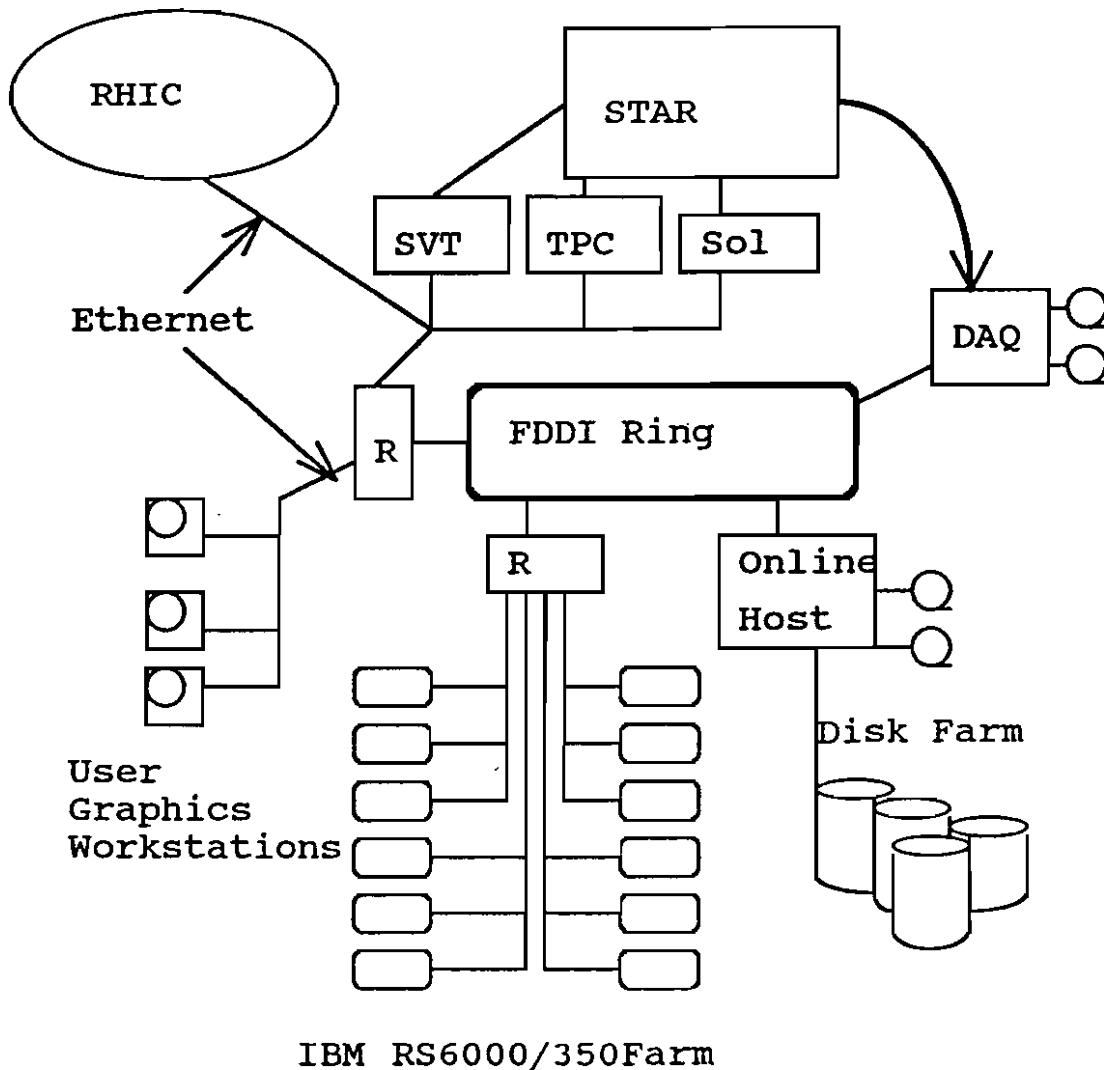 RHIC
STAR
SVT
TPC
Sol
Ethernet
DAQ
R
FDDI Ring
R
Online
Host
Disk Farm
User
Graphics
Workstations
IBM RS6000/350Farm